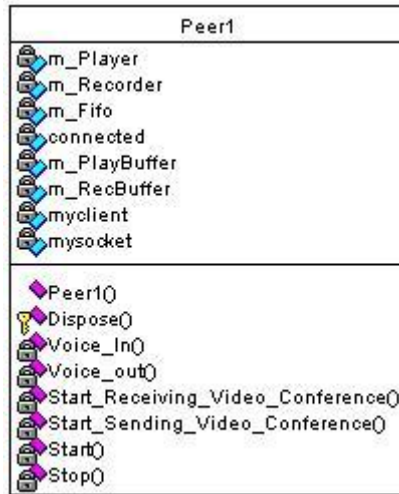 Peer1
m_Player
m_Recorder
m_Fifo
connected
m_PlayBuffer
m_RecBuffer
myclient
mysocket
Peer1()
Dispose()
Voice_In()
Voice_out()
Start_Receiving_Video_Conference()
Start_Sending_Video_Conference()
Start()
Stop()